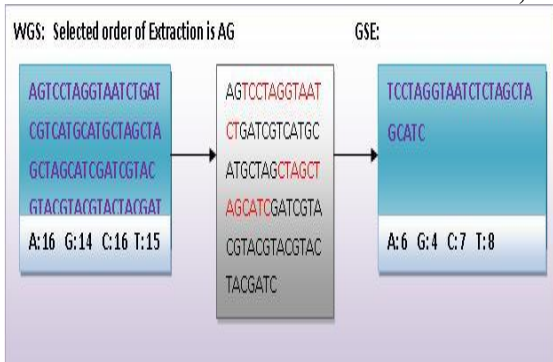 WGS: Selected order of Extraction is AG
GSE:
AGTCCTAGGTAATCTGAT
CGTCATGCATGCTAGCTA
GCTAGCATCGATCGTAC
GTACGTACGTACTACGAT
A:16 G:14 C:16 T:15
AGTCCTAGGTAAT
CTGATCGTCATGC
ATGCTAGCTAGCT
AGCATCGATCGTA
CGTACGTACGTAC
TACGATC
TCCTAGGTAATCTCTAGCTA
GCATC
A:6 G:4 C:7 T:8